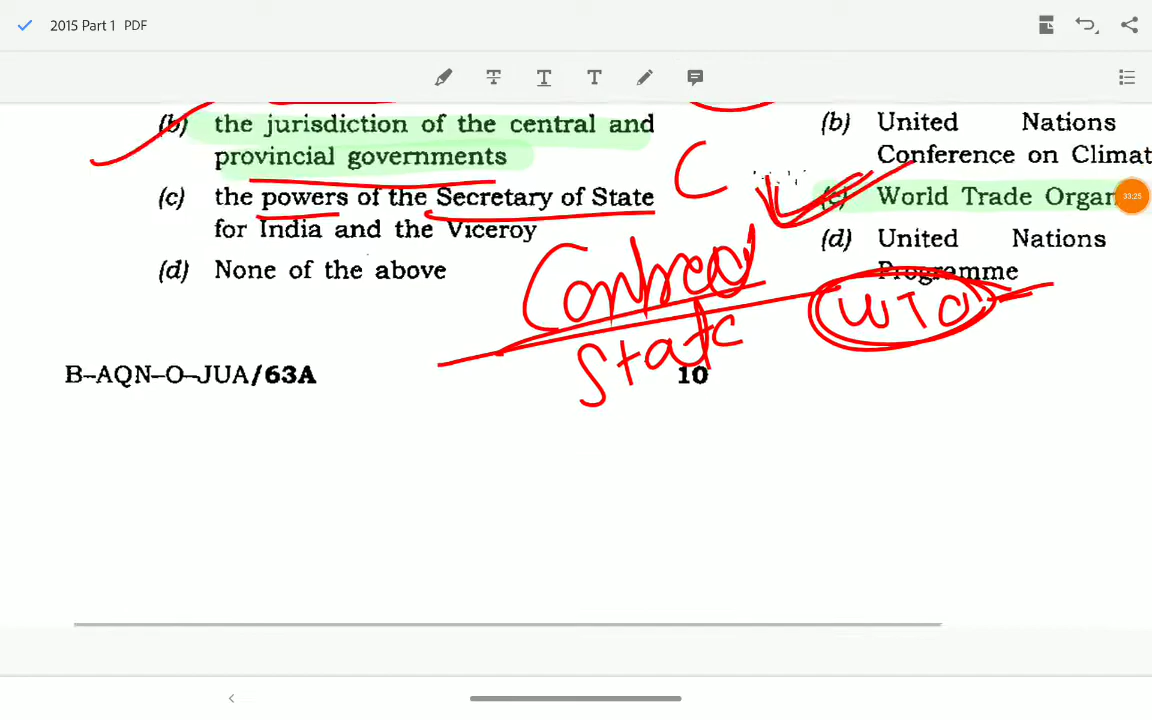 2015 Part 1 PDF
(b) the jurisdiction of the central and
provincial governments
(c) the powers of the Secretary of State
for India and the Viceroy
(d) None of the above
C
State
B–AQN–O–JUA/63A
10
(b) United Nations
Conference on Climat
(c) World Trade Organ
33:25
(d) United Nations
Programme
WTO